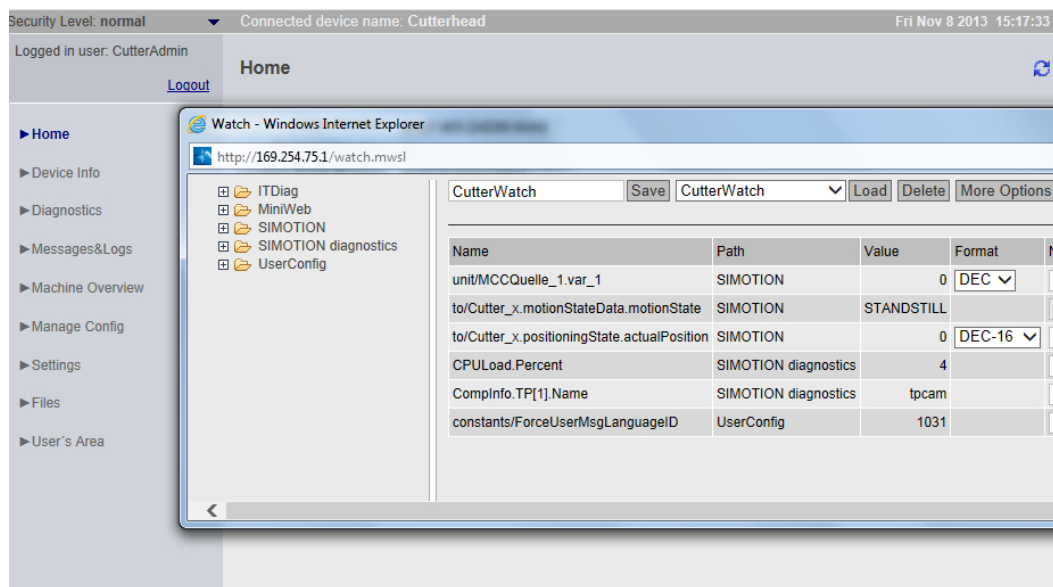 Security Level: normal
Connected device name: Cutterhead
Fri Nov 8 2013 15:17:33
Logged in user: CutterAdmin
Logout
Home
Home
Device Info
Diagnostics
Messages&Logs
Machine Overview
Manage Config
Settings
Files
User´s Area
Watch - Windows Internet Explorer
http://169.254.75.1/watch.mwsl
ITDiag
MiniWeb
SIMOTION
SIMOTION diagnostics
UserConfig
CutterWatch Save CutterWatch Load Delete More Options
Name Path Value Format
unit/MCCQuelle_1.var_1 SIMOTION 0 DEC
to/Cutter_x.motionStateData.motionState SIMOTION STANDSTILL
to/Cutter_x.positioningState.actualPosition SIMOTION 0 DEC-16
CPULoad.Percent SIMOTION diagnostics 4
CompInfo.TP[1].Name SIMOTION diagnostics tpcam
constants/ForceUserMsgLanguageID UserConfig 1031